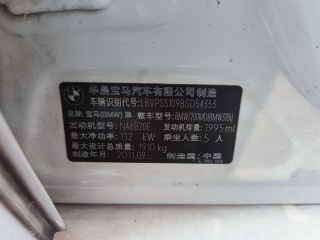 华晨宝马汽车有限公司 制造
车辆识别代号: LBVPS5109BSD54353
品牌: 宝马(BMW) 牌 整车型号: BMW7200MD(BMW320i)
发动机型号: N46B20E 发动机排量: 1995 ml
最大净功率: 112 kW 乘坐人数: 5 人
最大设计总质量: 1910 kg
制造年月: 2011.09 制造国: 中国